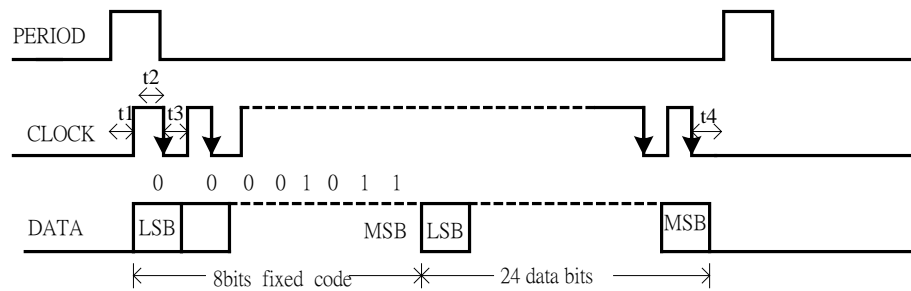 PERIOD
t2
t1 t3 t4
CLOCK
0 0 0 0 1 0 1 1
DATA LSB MSB LSB MSB
8bits fixed code 24 data bits